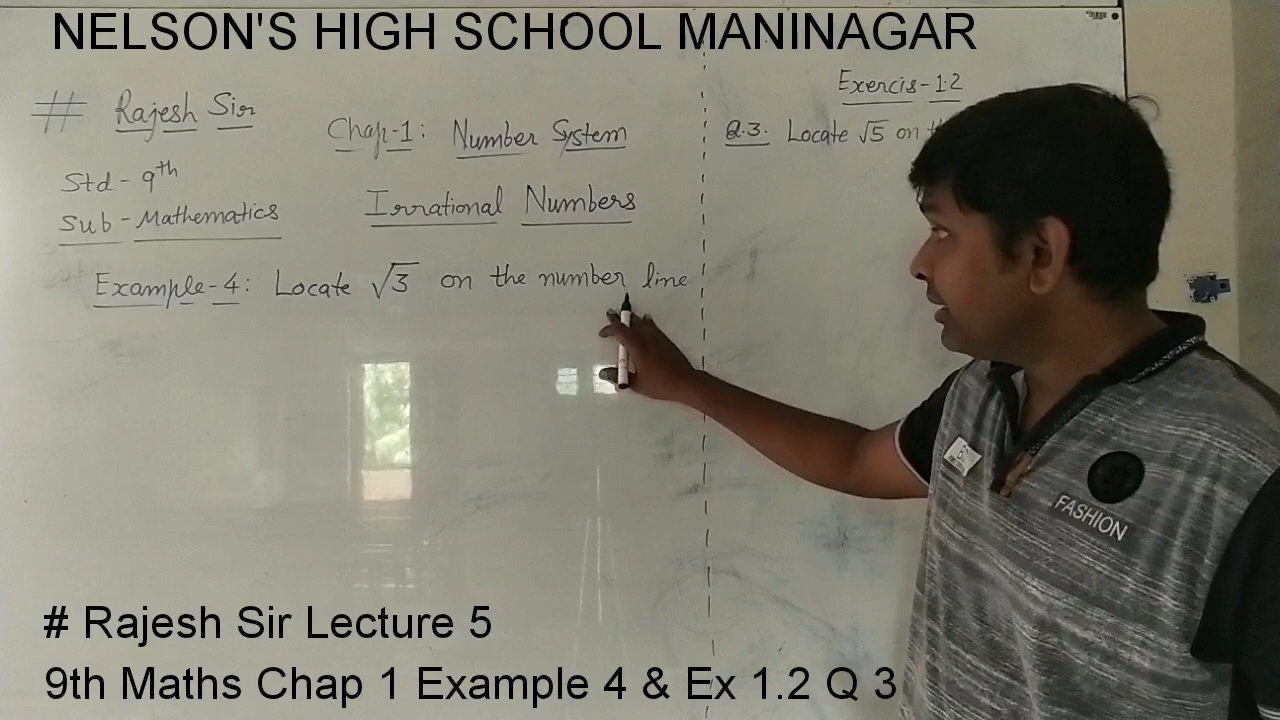 NELSON'S HIGH SCHOOL MANINAGAR
# Rajesh Sir
Std - 9th
Sub - Mathematics
Chap-1: Number System
Irrational Numbers
Example-4: Locate √3 on the number line
Exercis-1.2
Q.3. Locate √5 on
FASHION
# Rajesh Sir Lecture 5
9th Maths Chap 1 Example 4 & Ex 1.2 Q 3